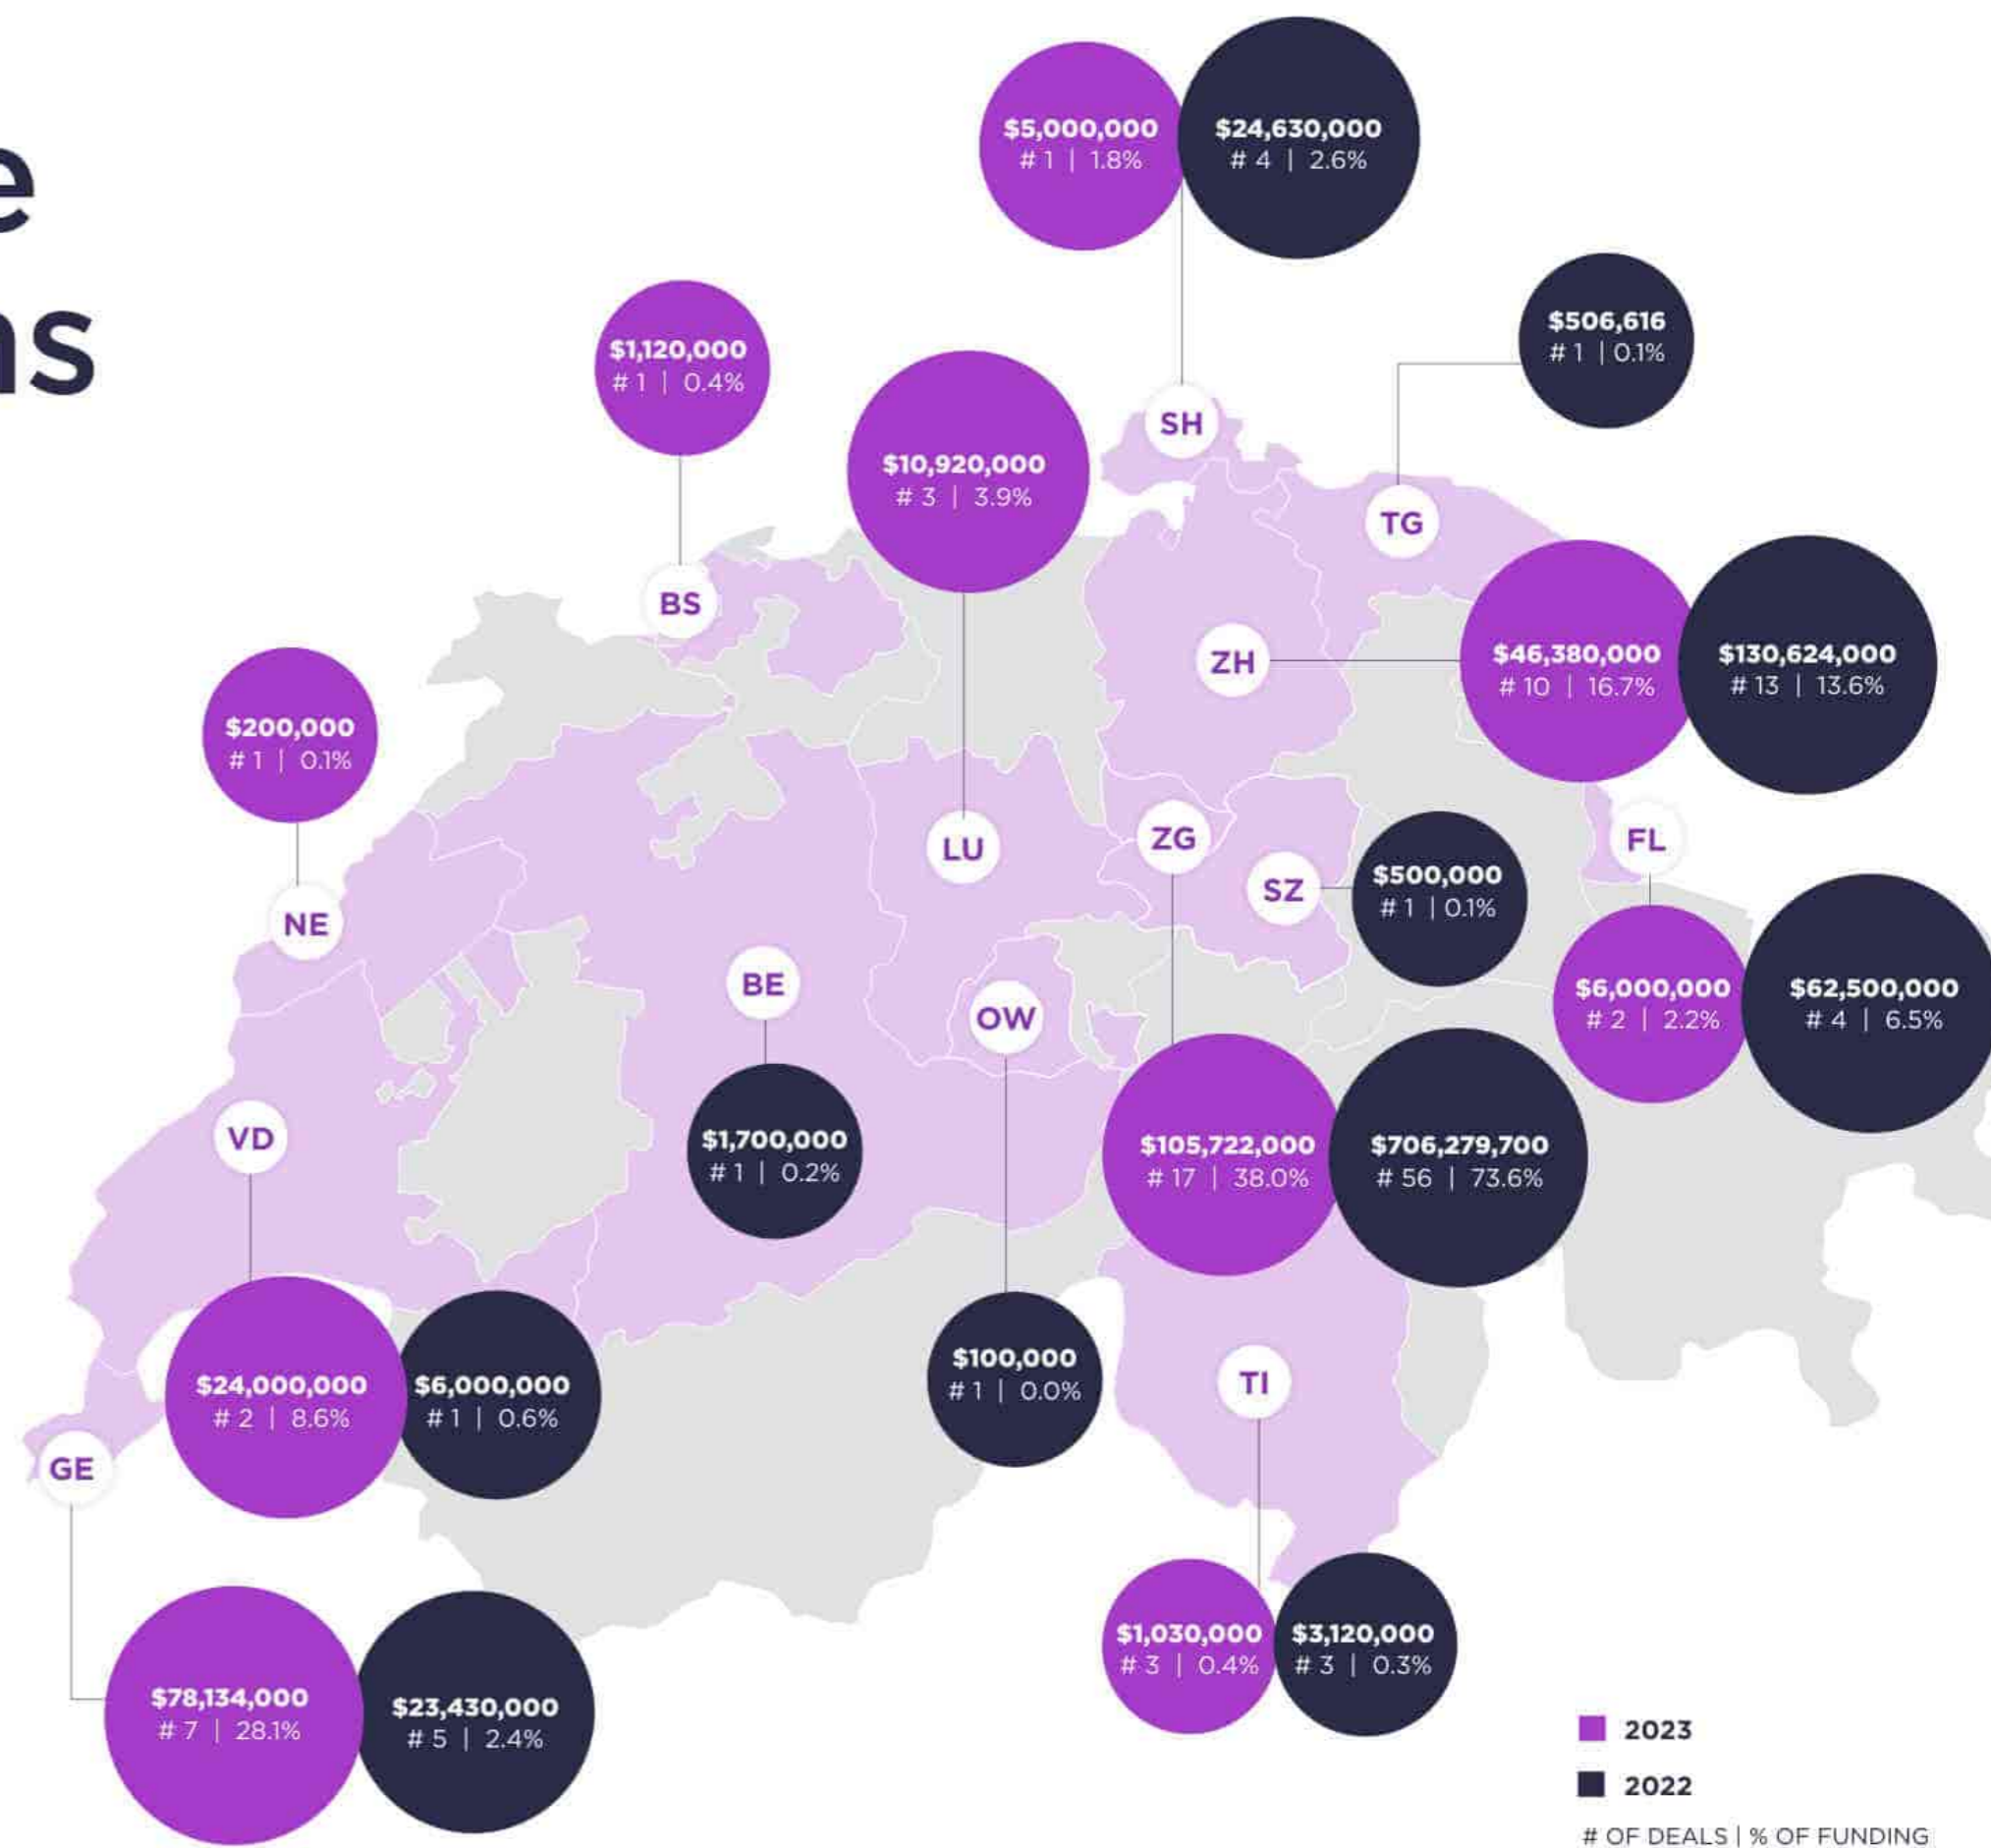 e
ns
$5,000,000
# 1 | 1.8%
$24,630,000
# 4 | 2.6%
$506,616
# 1 | 0.1%
$1,120,000
# 1 | 0.4%
$10,920,000
# 3 | 3.9%
SH
TG
BS
ZH
$46,380,000
# 10 | 16.7%
$130,624,000
# 13 | 13.6%
$200,000
# 1 | 0.1%
LU
ZG
FL
SZ
$500,000
# 1 | 0.1%
NE
BE
OW
$6,000,000
# 2 | 2.2%
$62,500,000
# 4 | 6.5%
VD
$1,700,000
# 1 | 0.2%
$105,722,000
# 17 | 38.0%
$706,279,700
# 56 | 73.6%
$24,000,000
# 2 | 8.6%
$6,000,000
# 1 | 0.6%
$100,000
# 1 | 0.0%
TI
GE
$78,134,000
# 7 | 28.1%
$23,430,000
# 5 | 2.4%
$1,030,000
# 3 | 0.4%
$3,120,000
# 3 | 0.3%
2023
2022
# OF DEALS | % OF FUNDING